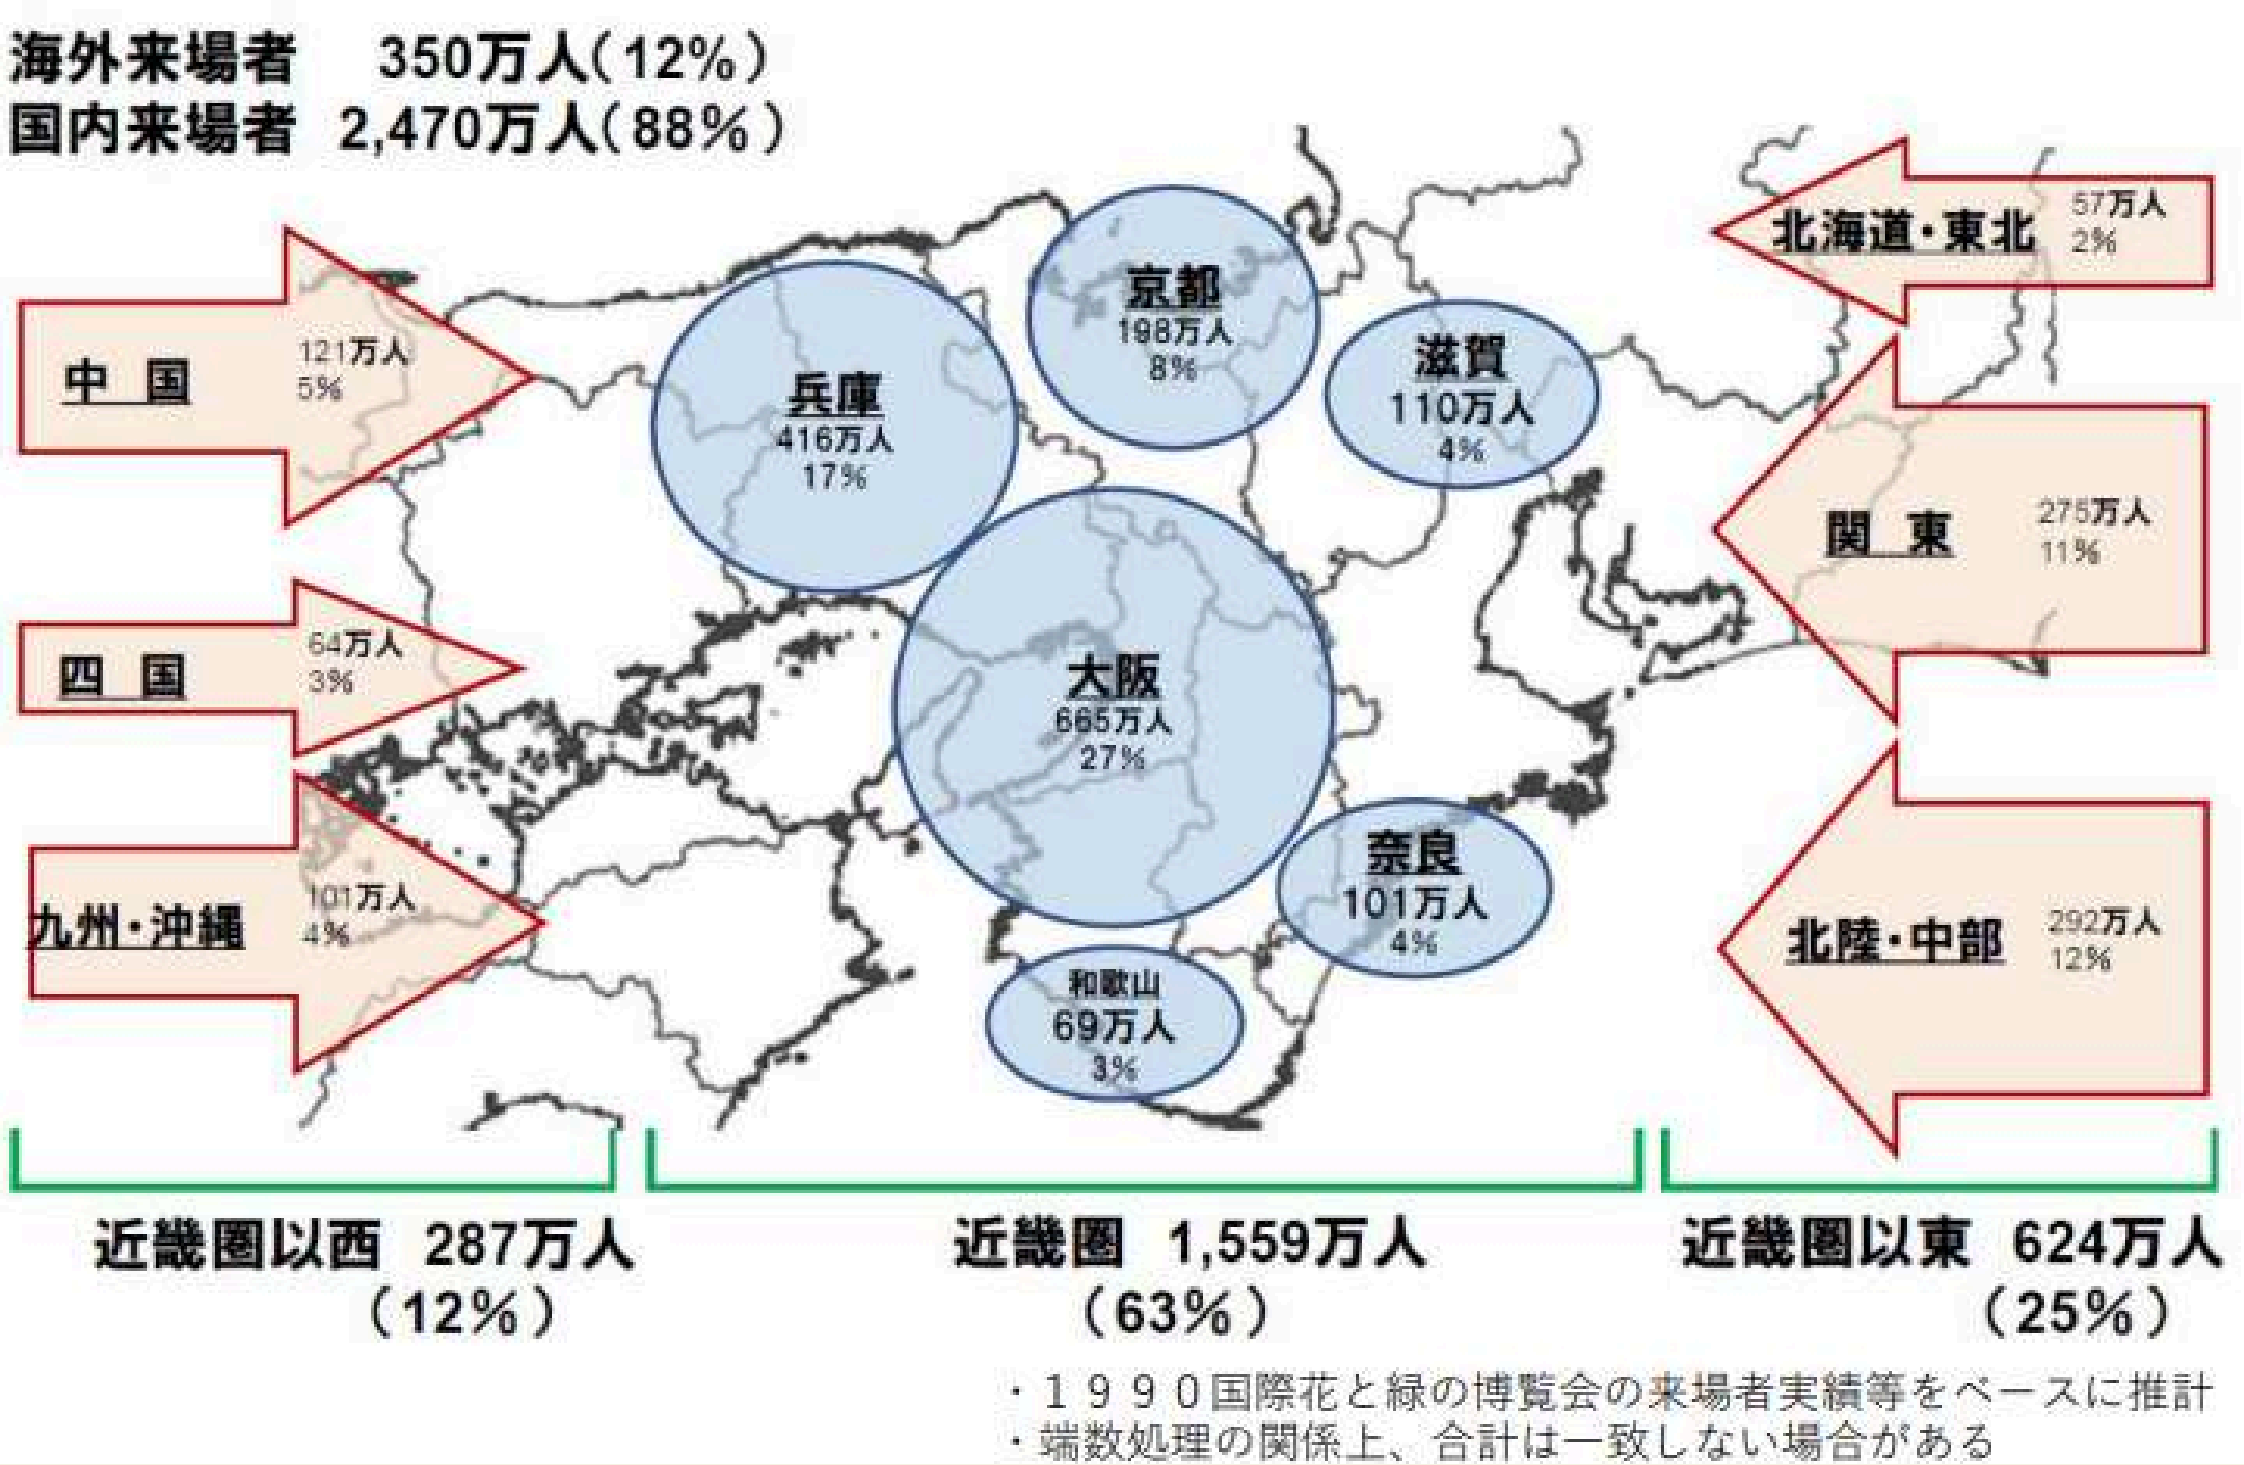 海外来場者 350万人(12%)
国内来場者 2,470万人(88%)
中 国
121万人
5%
四 国
64万人
3%
九州・沖縄
101万人
4%
兵庫
416万人
17%
京都
198万人
8%
滋賀
110万人
4%
大阪
665万人
27%
奈良
101万人
4%
和歌山
69万人
3%
北海道・東北
57万人
2%
関 東
275万人
11%
北陸・中部
292万人
12%
近畿圏以西 287万人
(12%)
近畿圏 1,559万人
(63%)
近畿圏以東 624万人
(25%)
・1990国際花と緑の博覧会の来場者実績等をベースに推計
・端数処理の関係上、合計は一致しない場合がある